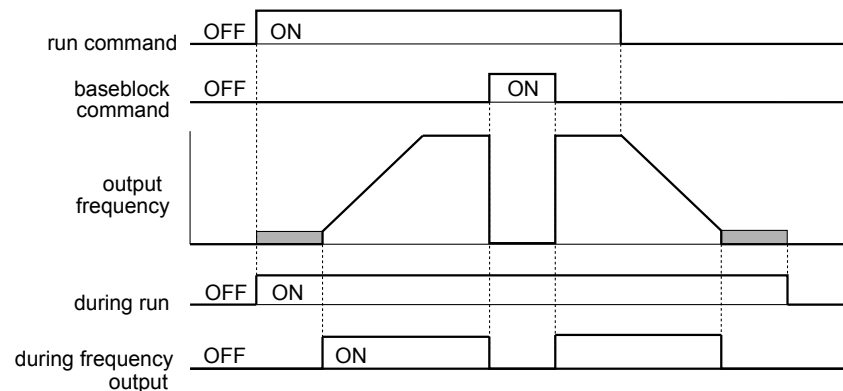 run command
OFF
ON
baseblock
command
OFF
ON
output
frequency
during run
OFF
ON
during frequency
output
OFF
ON